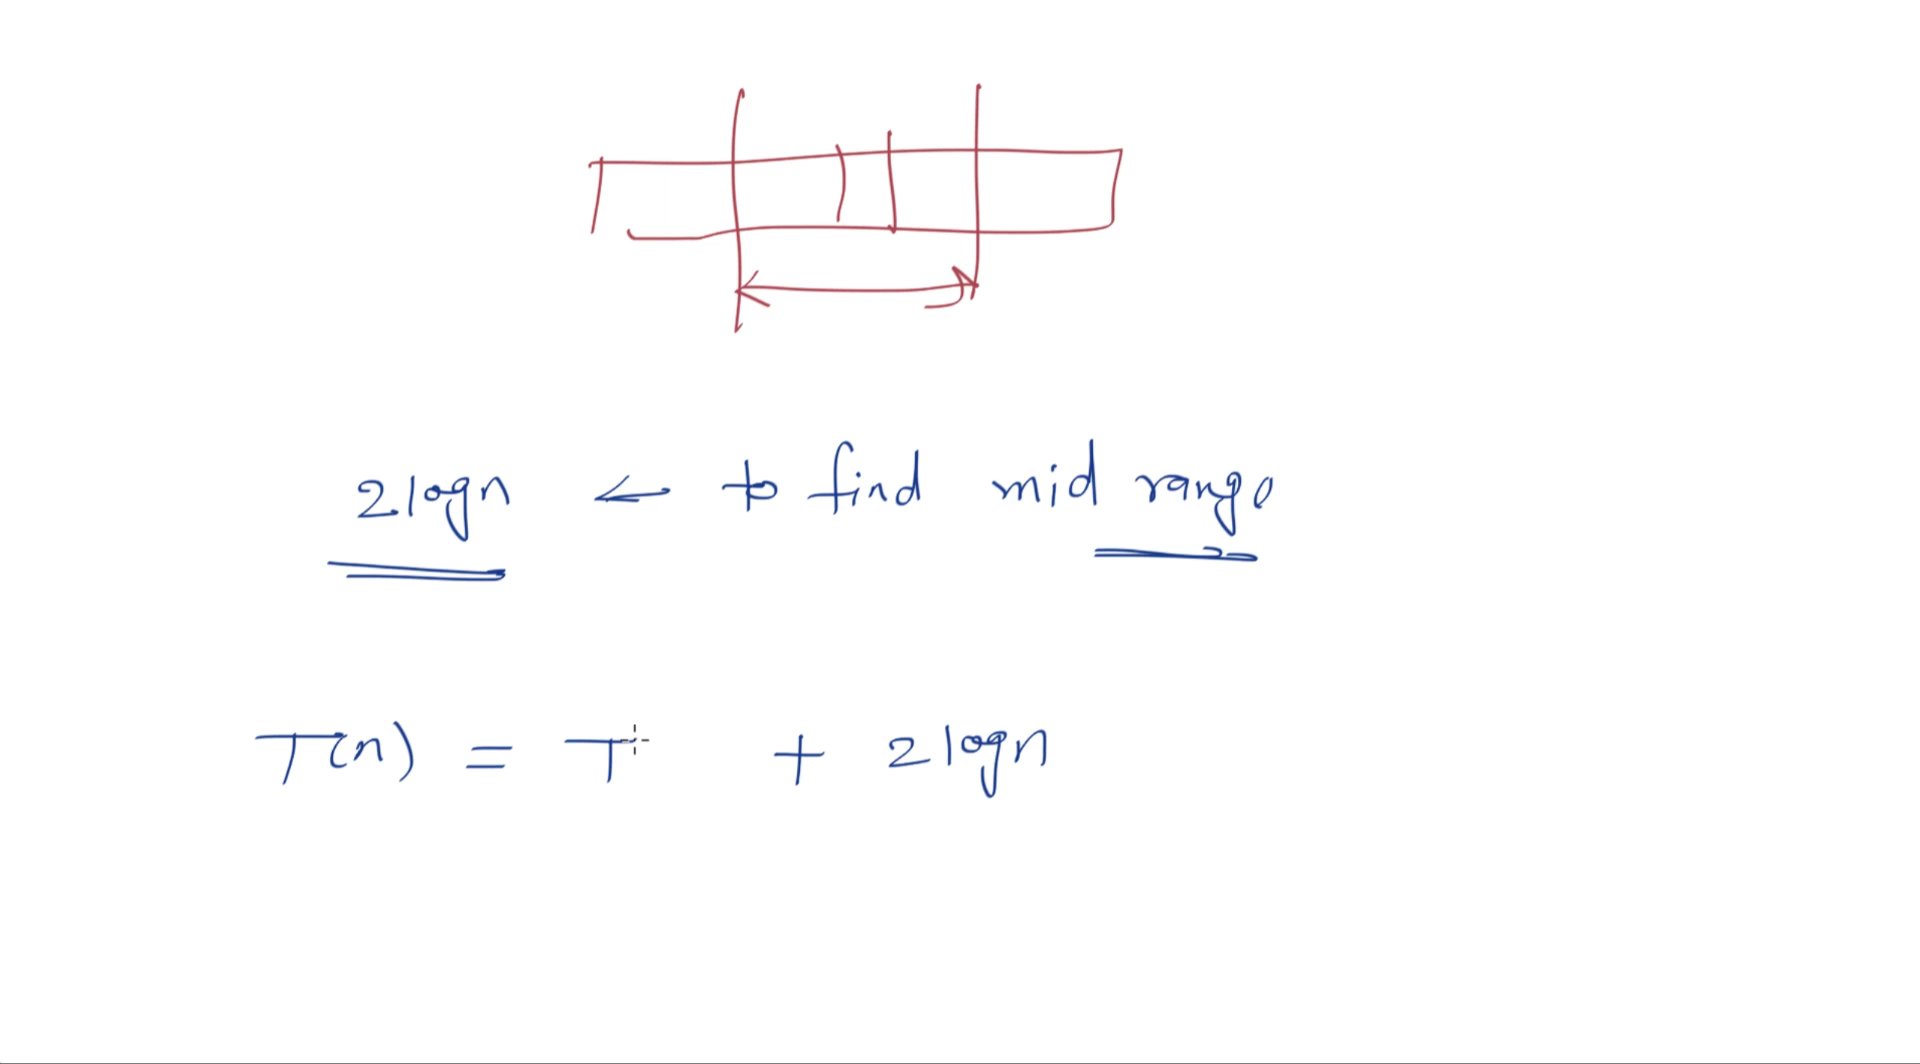 2logn ← to find mid range
T(n) = T + 2logn